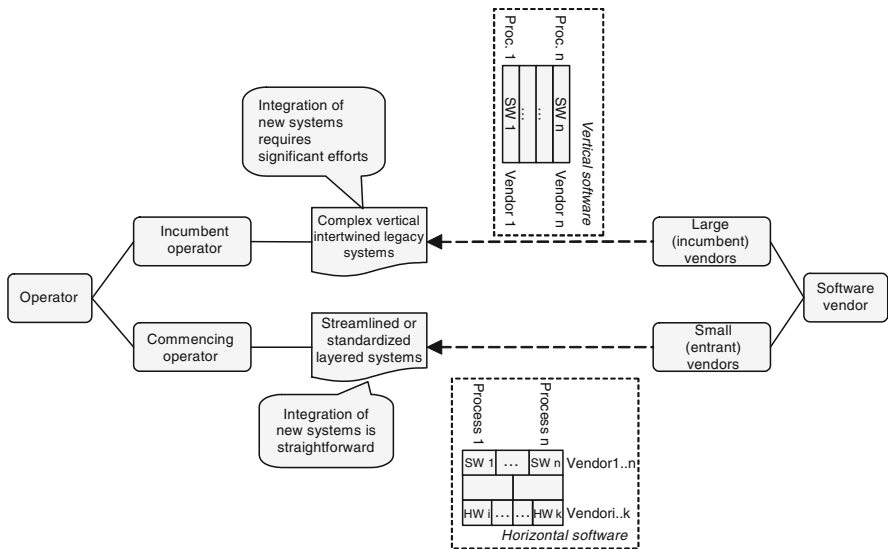 Proc. 1
Proc. n
SW 1
...
...
SW n
Vendor 1
Vendor n
Vertical software
Integration of
new systems
requires
significant efforts
Incumbent
operator
Complex vertical
intertwined legacy
systems
Large
(incumbent)
vendors
Operator
Software
vendor
Commencing
operator
Streamlined or
standardized
layered systems
Small
(entrant)
vendors
Integration of
new systems is
straightforward
Process 1
Process n
SW 1
...
SW n
Vendor1..n
HW i
...
...
HW k
Vendori..k
Horizontal software